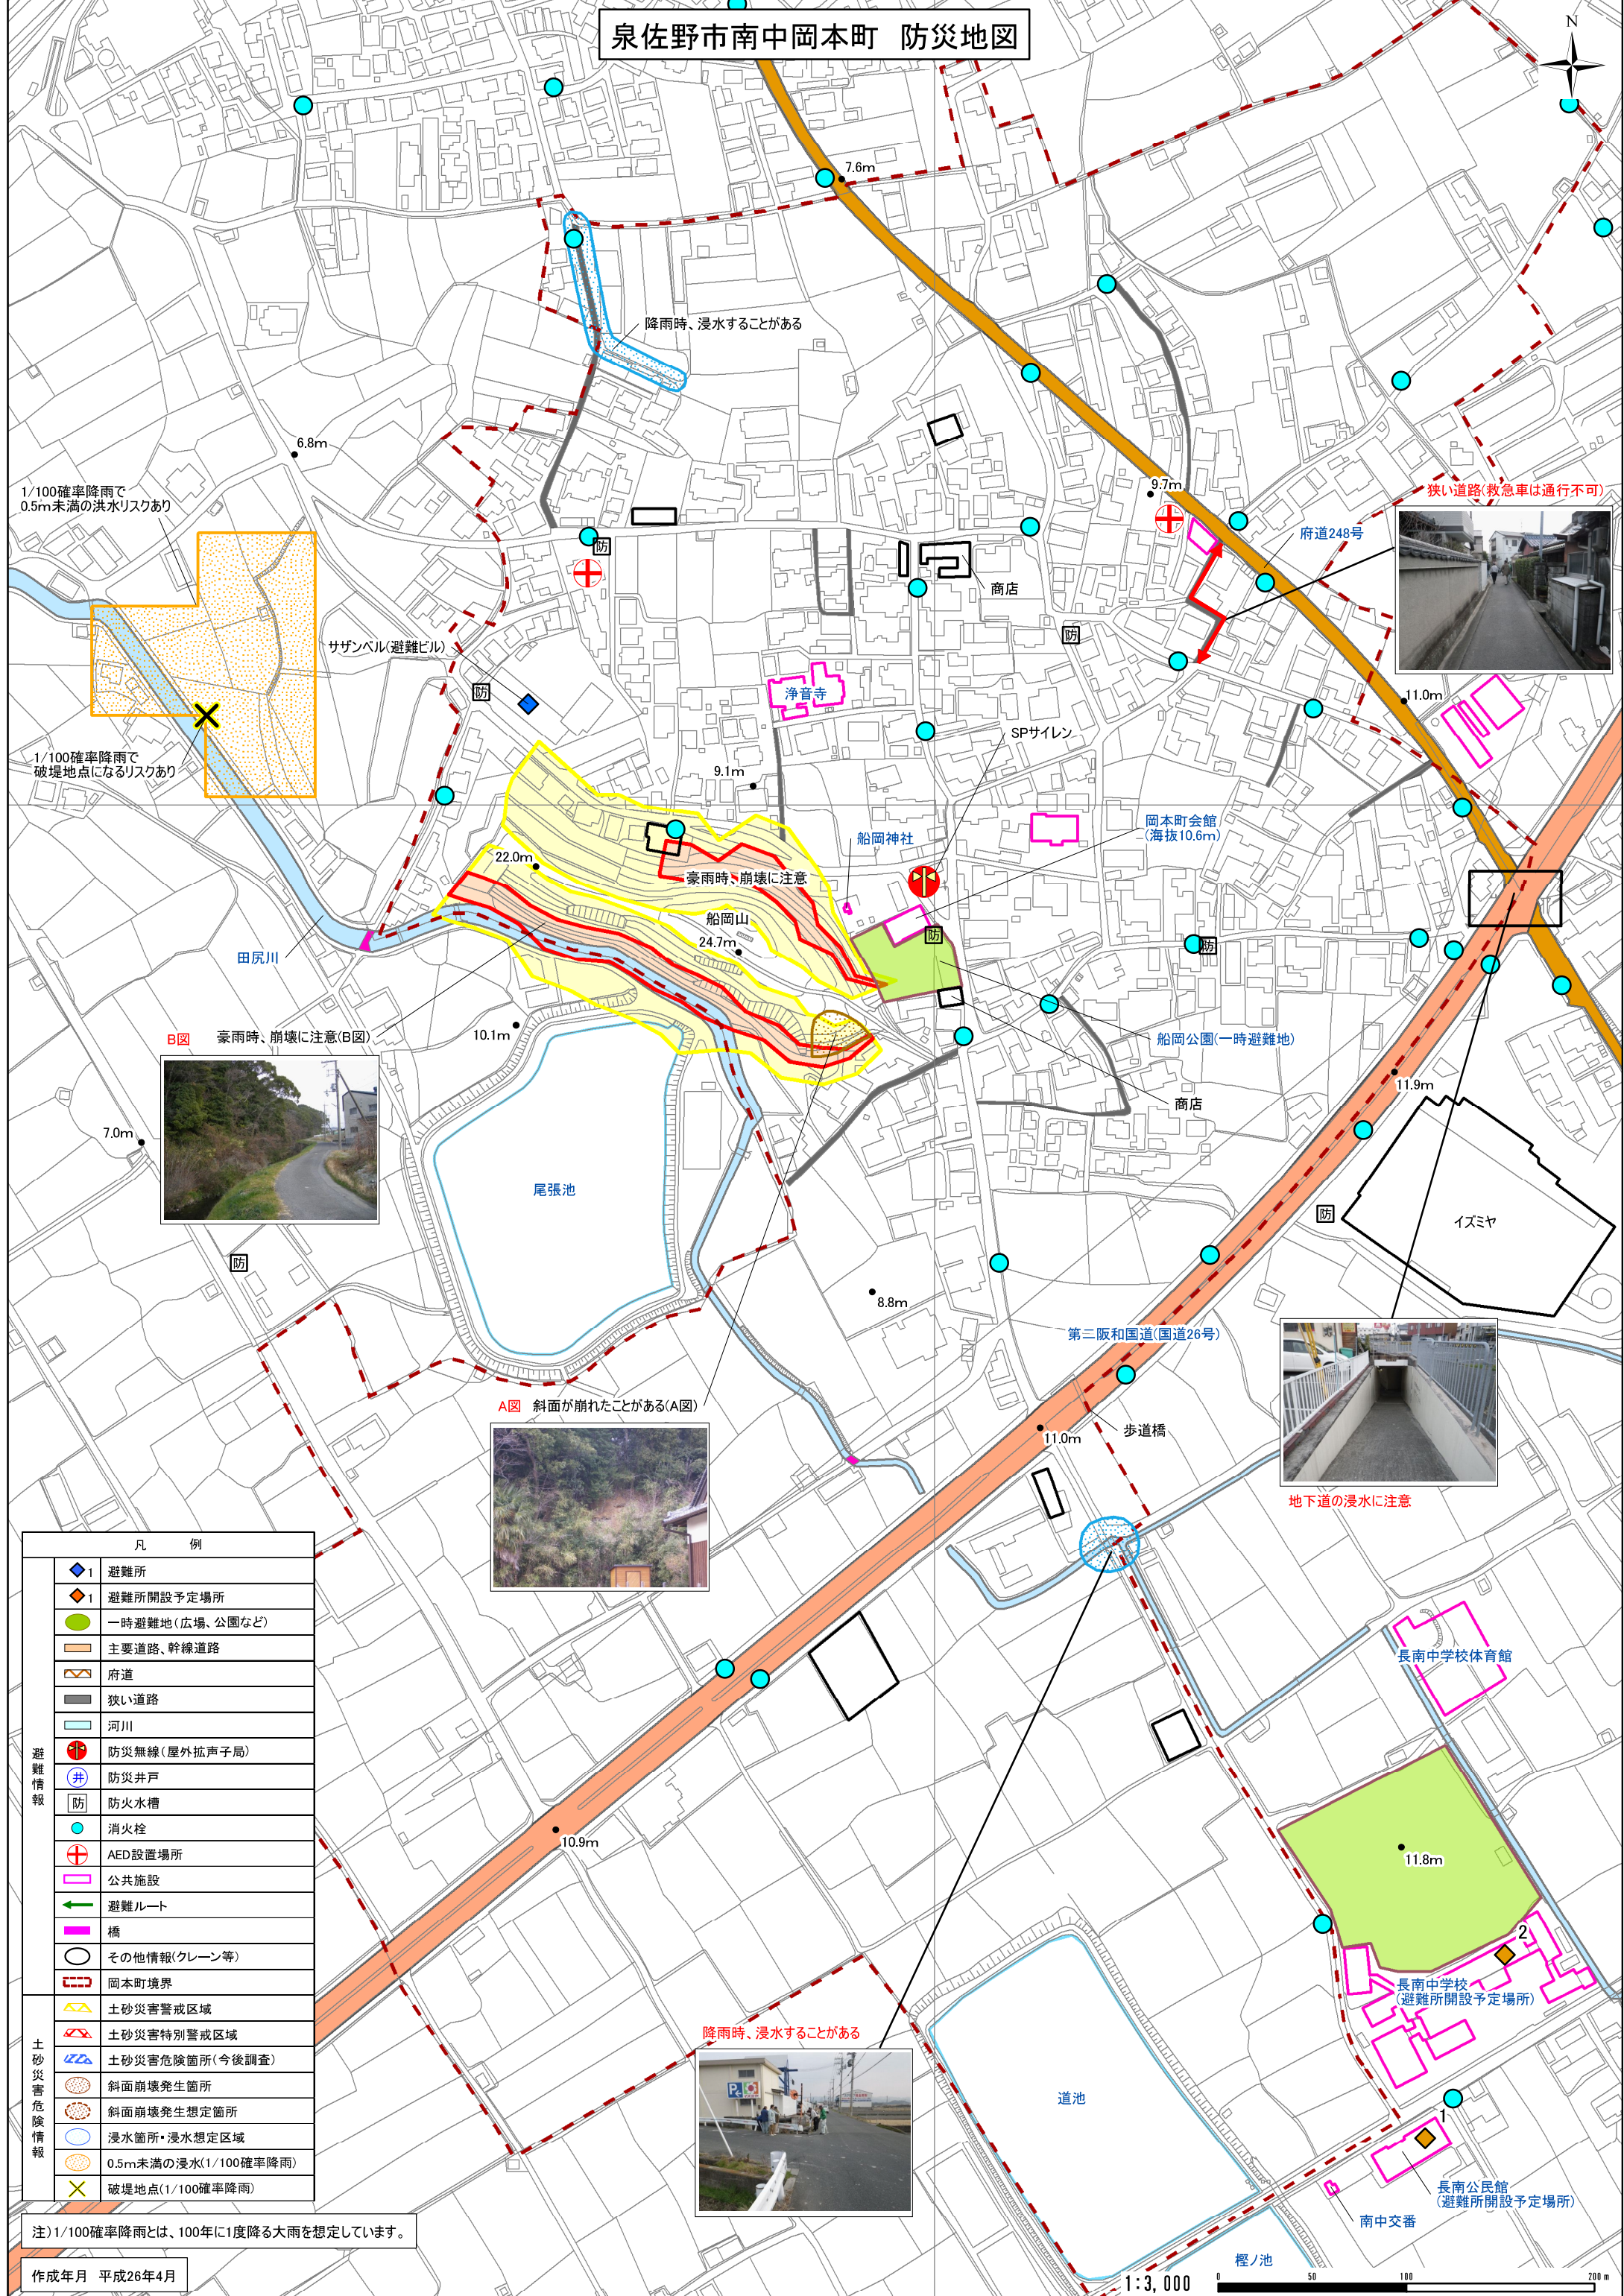 泉佐野市南中岡本町 防災地図
N
7.6m
降雨時、浸水することがある
6.8m
1/100確率降雨で
0.5m未満の洪水リスクあり
9.7m
狭い道路(救急車は通行不可)
府道248号
防
商店
防
サザンベル(避難ビル)
防
浄音寺
11.0m
SPサイレン
1/100確率降雨で
破堤地点になるリスクあり
9.1m
船岡神社
岡本町会館
(海抜10.6m)
22.0m
豪雨時、崩壊に注意
船岡山
24.7m
防
防
田尻川
10.1m
B図 豪雨時、崩壊に注意(B図)
船岡公園(一時避難地)
11.9m
商店
7.0m
尾張池
防
イズミヤ
防
8.8m
第二阪和国道(国道26号)
A図 斜面が崩れたことがある(A図)
歩道橋
11.0m
地下道の浸水に注意
長南中学校体育館
10.9m
11.8m
2
長南中学校
(避難所開設予定場所)
降雨時、浸水することがある
P
道池
1
長南公民館
(避難所開設予定場所)
南中交番
樫ノ池
凡 例
避難情報
1 避難所
1 避難所開設予定場所
一時避難地(広場、公園など)
主要道路、幹線道路
府道
狭い道路
河川
防災無線(屋外拡声子局)
井 防災井戸
防 防火水槽
消火栓
AED設置場所
公共施設
避難ルート
橋
その他情報(クレーン等)
岡本町境界
土砂災害危険情報
土砂災害警戒区域
土砂災害特別警戒区域
土砂災害危険箇所(今後調査)
斜面崩壊発生箇所
斜面崩壊発生想定箇所
浸水箇所・浸水想定区域
0.5m未満の浸水(1/100確率降雨)
破堤地点(1/100確率降雨)
注)1/100確率降雨とは、100年に1度降る大雨を想定しています。
作成年月 平成26年4月
1:3,000
0 50 100 200 m